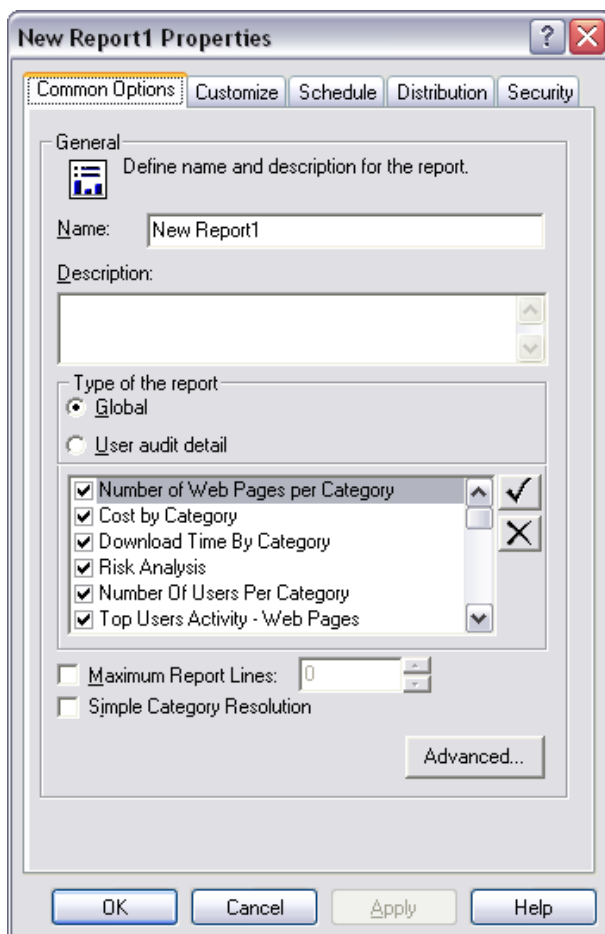 New Report1 Properties
Common Options Customize Schedule Distribution Security
General
Define name and description for the report.
Name: New Report1
Description:
Type of the report
Global
User audit detail
Number of Web Pages per Category
Cost by Category
Download Time By Category
Risk Analysis
Number Of Users Per Category
Top Users Activity - Web Pages
Maximum Report Lines: 0
Simple Category Resolution
Advanced...
OK Cancel Apply Help